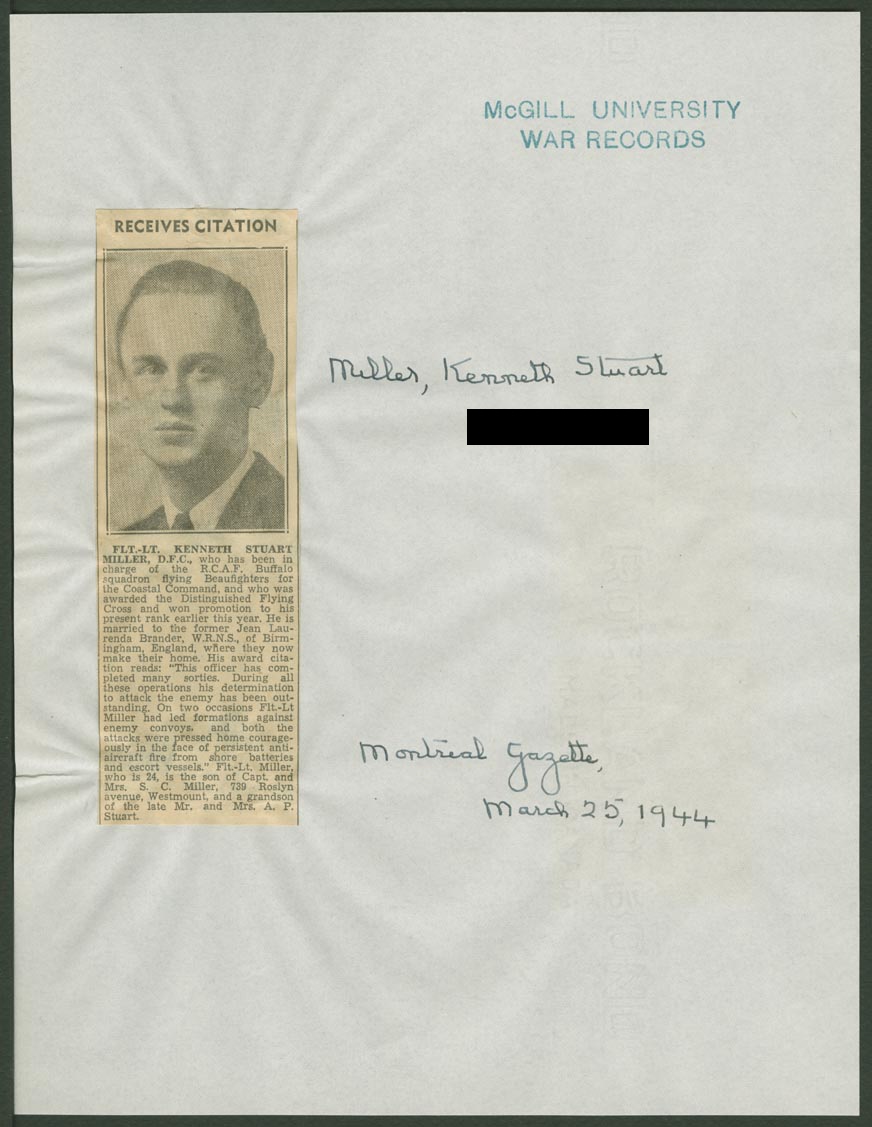 McGILL UNIVERSITY
WAR RECORDS
RECEIVES CITATION
Miller, Kenneth Stuart
FLT.-LT. KENNETH STUART
MILLER, D.F.C., who has been in
charge of the R.C.A.F. Buffalo
squadron flying Beaufighters for
the Coastal Command, and who was
awarded the Distinguished Flying
Cross and won promotion to his
present rank earlier this year. He is
married to the former Jean Lau-
renda Brander, W.R.N.S., of Birm-
ingham, England, where they now
make their home. His award cita-
tion reads: "This officer has com-
pleted many sorties. During all
these operations his determination
to attack the enemy has been out-
standing. On two occasions Flt.-Lt
Miller had led formations against
enemy convoys, and both the
attacks were pressed home courage-
ously in the face of persistent anti-
aircraft fire from shore batteries
and escort vessels." Flt.-Lt. Miller,
who is 24, is the son of Capt. and
Mrs. S. C. Miller, 739 Roslyn
avenue, Westmount, and a grandson
of the late Mr. and Mrs. A. P.
Stuart.
Montreal Gazette,
March 25, 1944